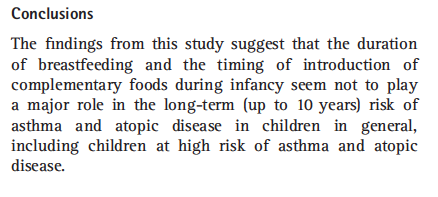 Conclusions
The findings from this study suggest that the duration
of breastfeeding and the timing of introduction of
complementary foods during infancy seem not to play
a major role in the long-term (up to 10 years) risk of
asthma and atopic disease in children in general,
including children at high risk of asthma and atopic
disease.